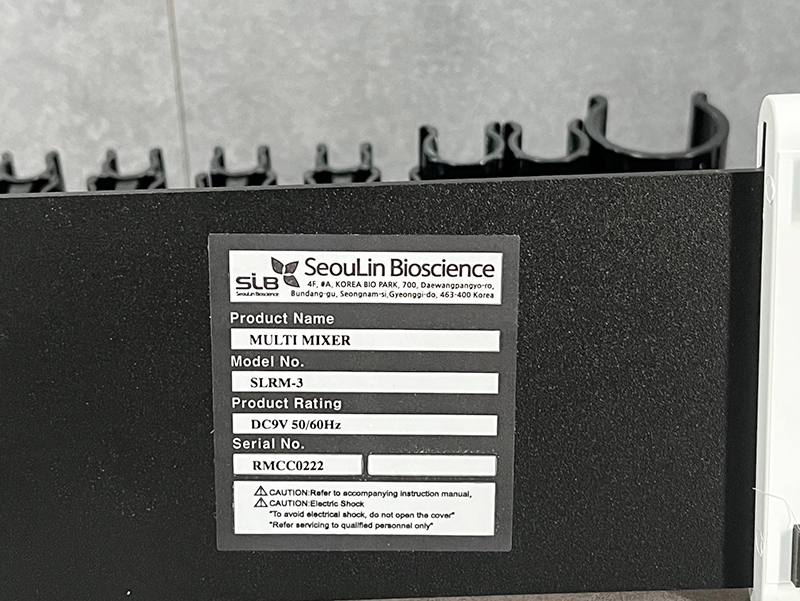 SLB
SeouLin Bioscience
SeouLin Bioscience
4F, #A, KOREA BIO PARK, 700, Daewangpangyo-ro,
Bundang-gu, Seongnam-si,Gyeonggi-do, 463-400 Korea
Product Name
MULTI MIXER
Model No.
SLRM-3
Product Rating
DC9V 50/60Hz
Serial No.
RMCC0222
CAUTION:Refer to accompanying instruction manual,
CAUTION:Electric Shock
"To avoid electrical shock, do not open the cover"
"Refer servicing to qualified personnel only"